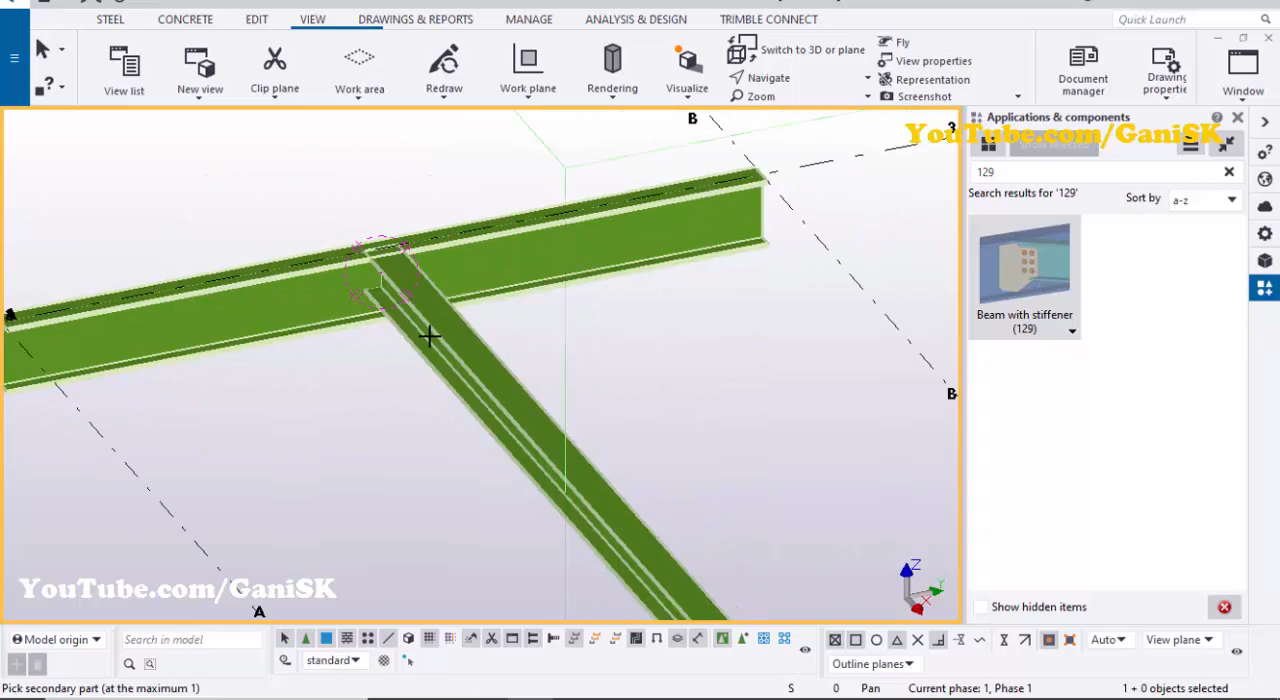 STEEL CONCRETE EDIT VIEW DRAWINGS & REPORTS MANAGE ANALYSIS & DESIGN TRIMBLE CONNECT Quick Launch
View list
New view
Clip plane
Work area
Redraw
Work plane
Rendering
Visualize
Switch to 3D or plane
Navigate
Zoom
Fly
View properties
Representation
Screenshot
Document manager
Drawing propertie
Window
Applications & components
YouTube.com/GaniSK
129
Search results for '129'
Sort by a-z
Beam with stiffener
(129)
Show hidden items
B
3
A
B
A
Z
Y
X
YouTube.com/GaniSK
Model origin
Search in model
standard
Auto
View plane
Outline planes
Pick secondary part (at the maximum 1) S 0 Pan Current phase: 1, Phase 1 1 + 0 objects selected